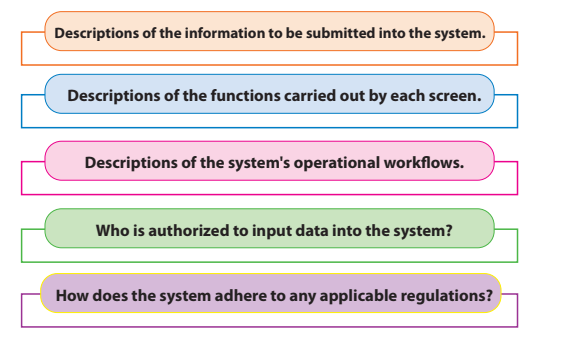 Descriptions of the information to be submitted into the system.
Descriptions of the functions carried out by each screen.
Descriptions of the system's operational workflows.
Who is authorized to input data into the system?
How does the system adhere to any applicable regulations?